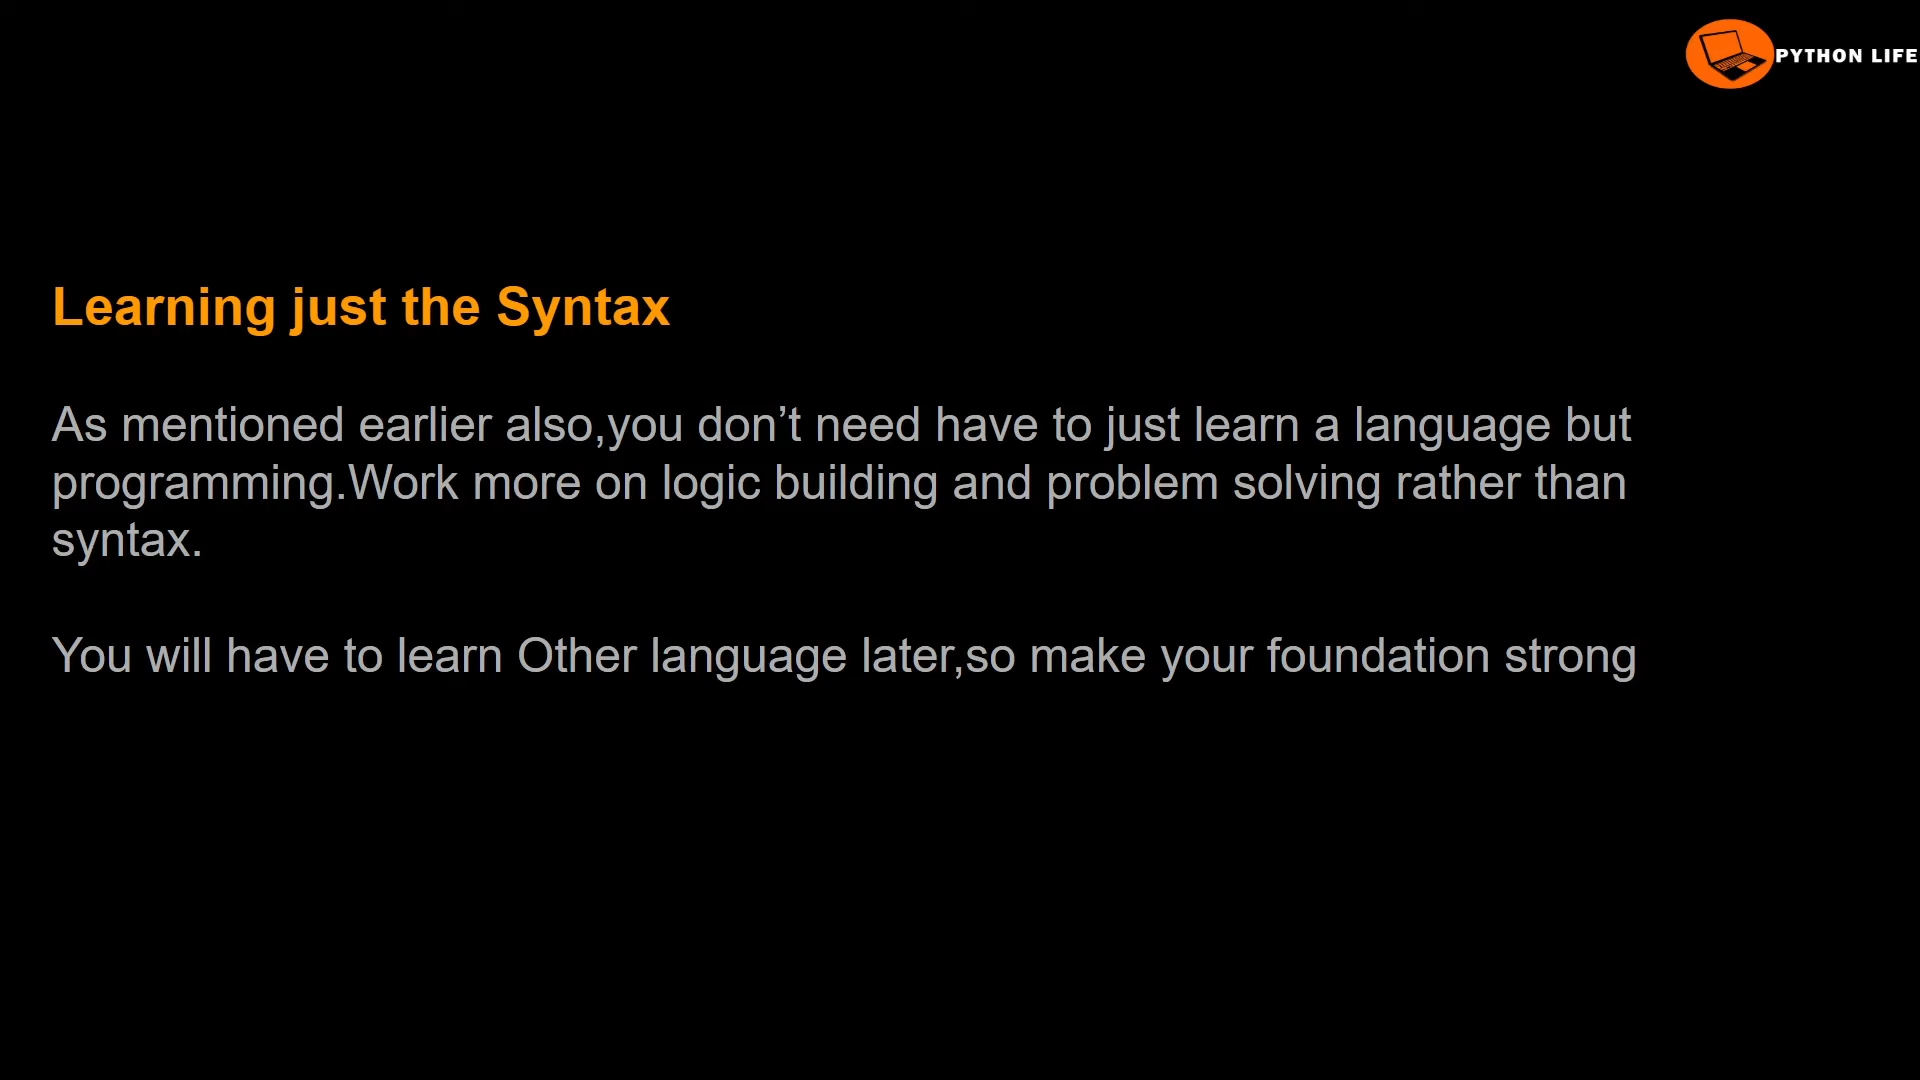 PYTHON LIFE
Learning just the Syntax
As mentioned earlier also,you don’t need have to just learn a language but
programming.Work more on logic building and problem solving rather than
syntax.
You will have to learn Other language later,so make your foundation strong